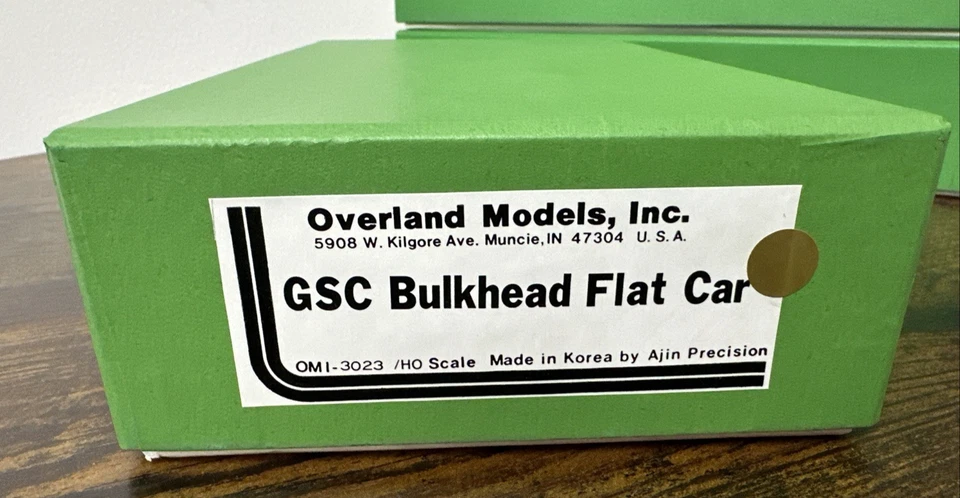 Overland Models, Inc.
5908 W. Kilgore Ave. Muncie, IN 47304 U. S. A.
GSC Bulkhead Flat Car
OMI-3023 /HO Scale Made in Korea by Ajin Precision